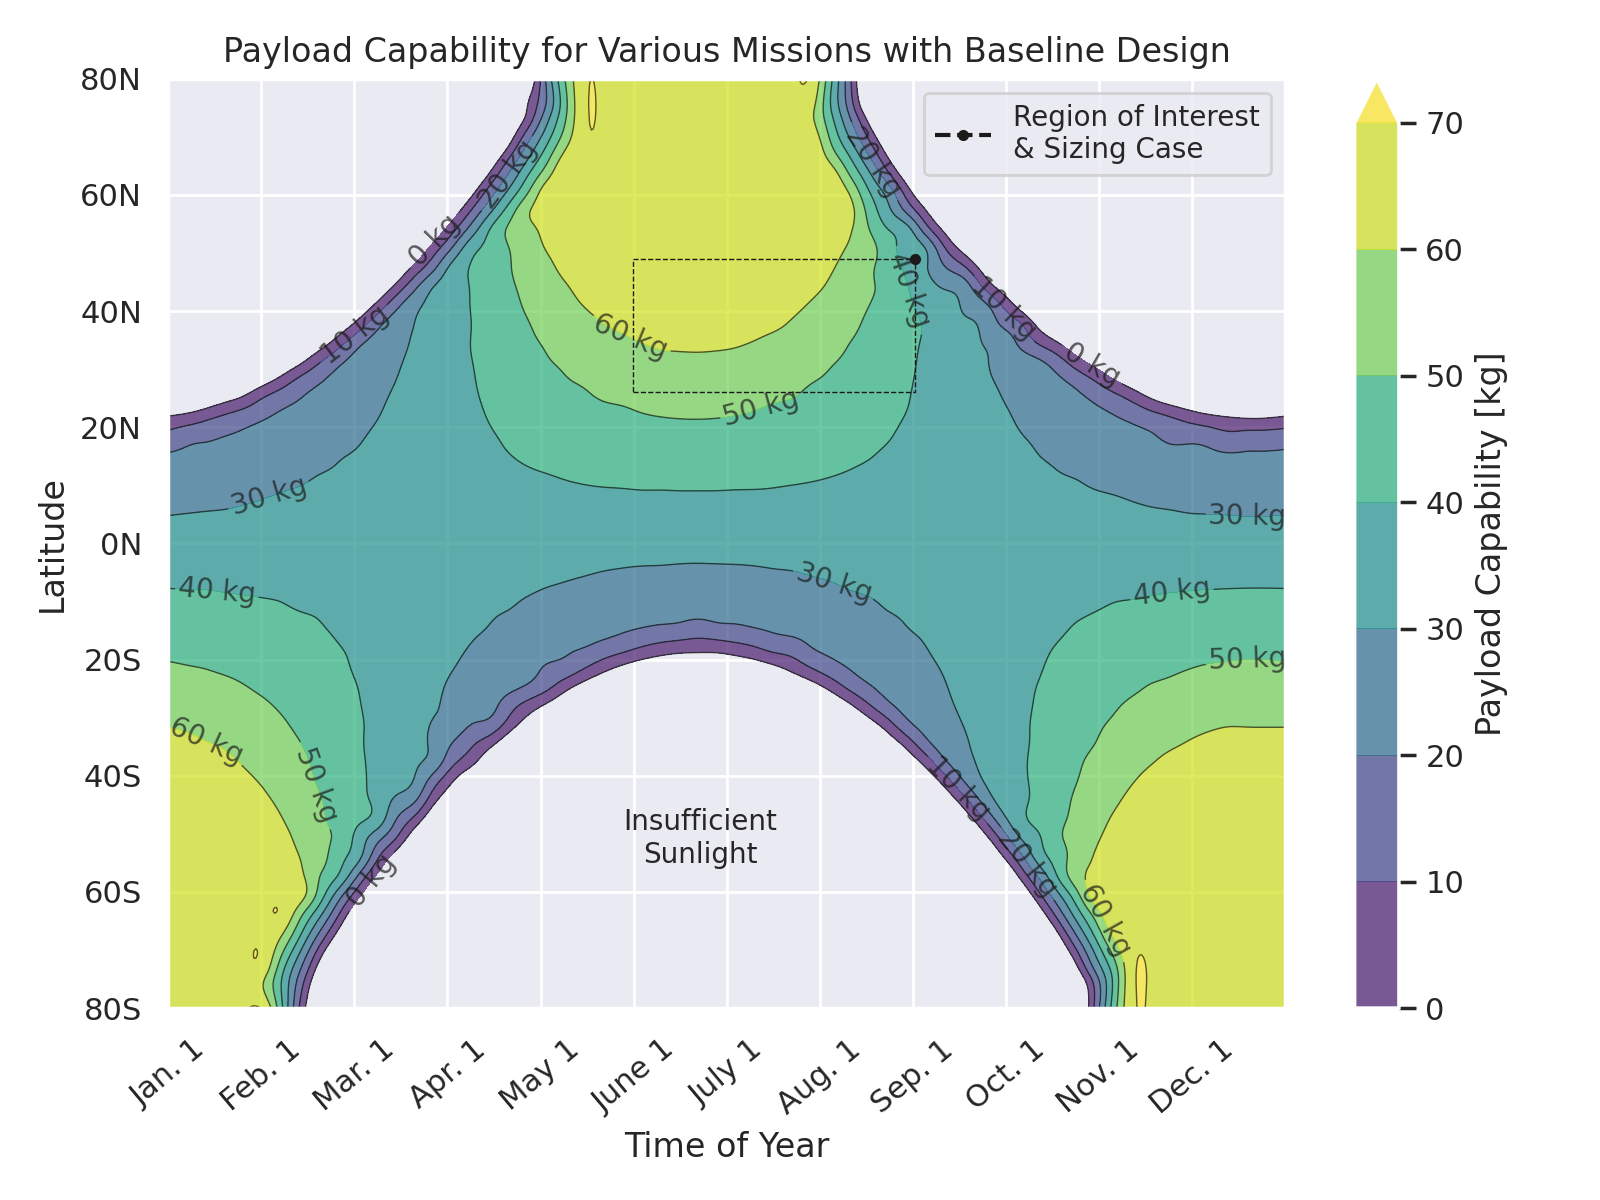 Payload Capability for Various Missions with Baseline Design
80N
60N
40N
20N
0N
20S
40S
60S
80S
Latitude
Region of Interest
& Sizing Case
20 kg
20 kg
0 kg
40 kg
10 kg
10 kg
60 kg
0 kg
50 kg
30 kg
30 kg
40 kg
30 kg
40 kg
50 kg
60 kg
50 kg
10 kg
Insufficient
Sunlight
20 kg
0 kg
60 kg
Jan. 1
Feb. 1
Mar. 1
Apr. 1
May 1
June 1
July 1
Aug. 1
Sep. 1
Oct. 1
Nov. 1
Dec. 1
Time of Year
70
60
50
40
30
20
10
0
Payload Capability [kg]